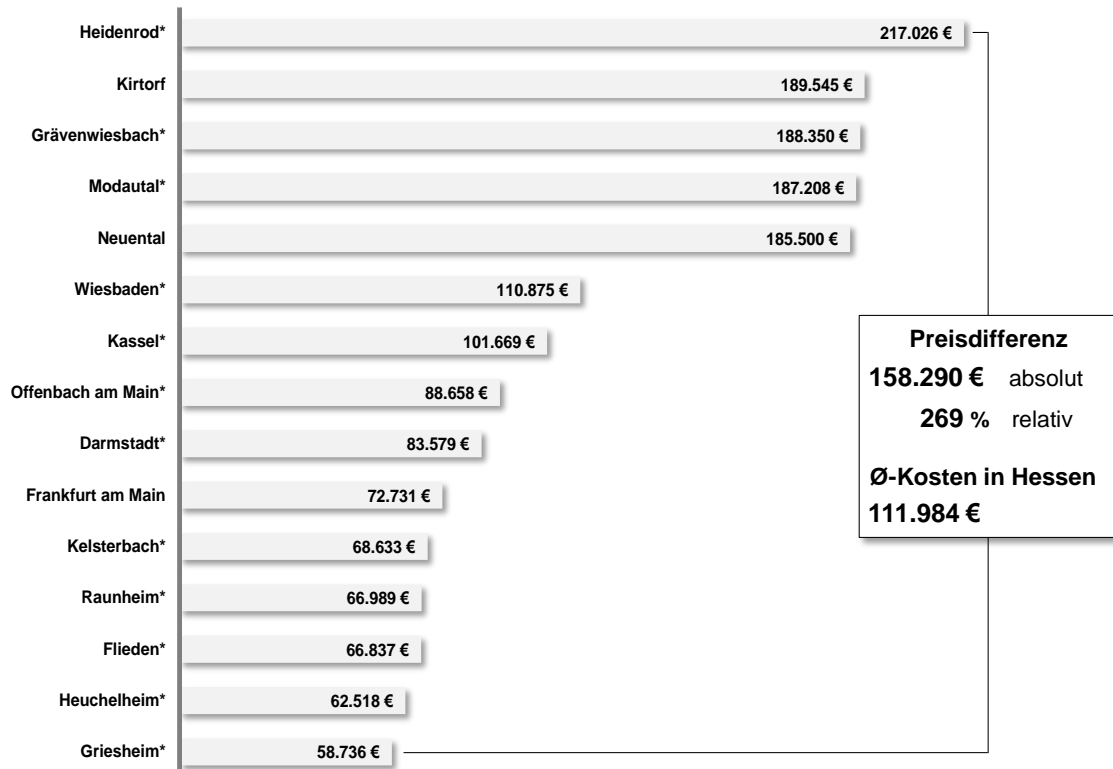 Heidenrod* 217.026 €
Kirtorf 189.545 €
Grävenwiesbach* 188.350 €
Modautal* 187.208 €
Neuental 185.500 €
Wiesbaden* 110.875 €
Kassel* 101.669 €
Offenbach am Main* 88.658 €
Darmstadt* 83.579 €
Frankfurt am Main 72.731 €
Kelsterbach* 68.633 €
Raunheim* 66.989 €
Flieden* 66.837 €
Heuchelheim* 62.518 €
Griesheim* 58.736 €
Preisdifferenz
158.290 € absolut
269 % relativ
Ø-Kosten in Hessen
111.984 €